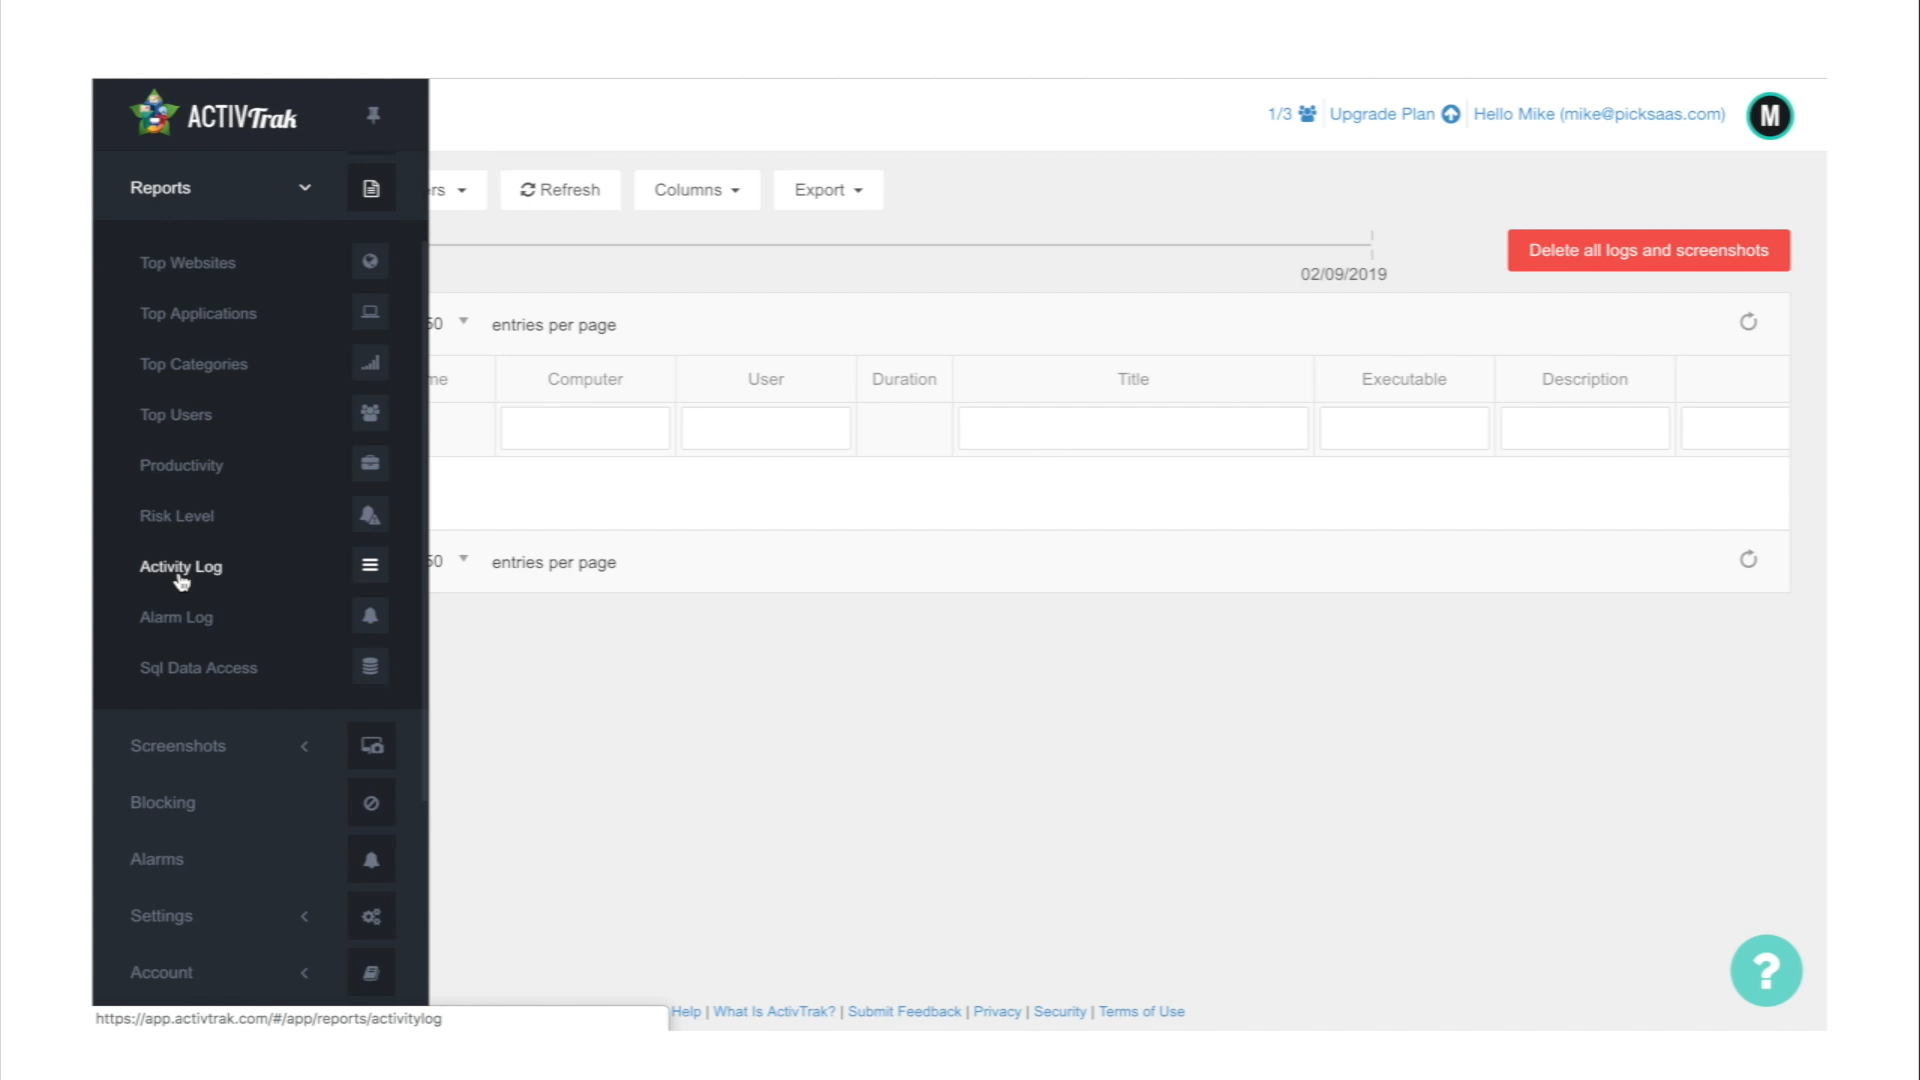 ACTIVTrak
1/3 Upgrade Plan Hello Mike (mike@picksaas.com) M
Reports
Refresh Columns Export
Delete all logs and screenshots
02/09/2019
Top Websites
Top Applications
Top Categories
Top Users
Productivity
Risk Level
Activity Log
Alarm Log
Sql Data Access
Screenshots
Blocking
Alarms
Settings
Account
entries per page
Computer User Duration Title Executable Description
entries per page
?
https://app.activtrak.com/#/app/reports/activitylog
Help | What Is ActivTrak? | Submit Feedback | Privacy | Security | Terms of Use